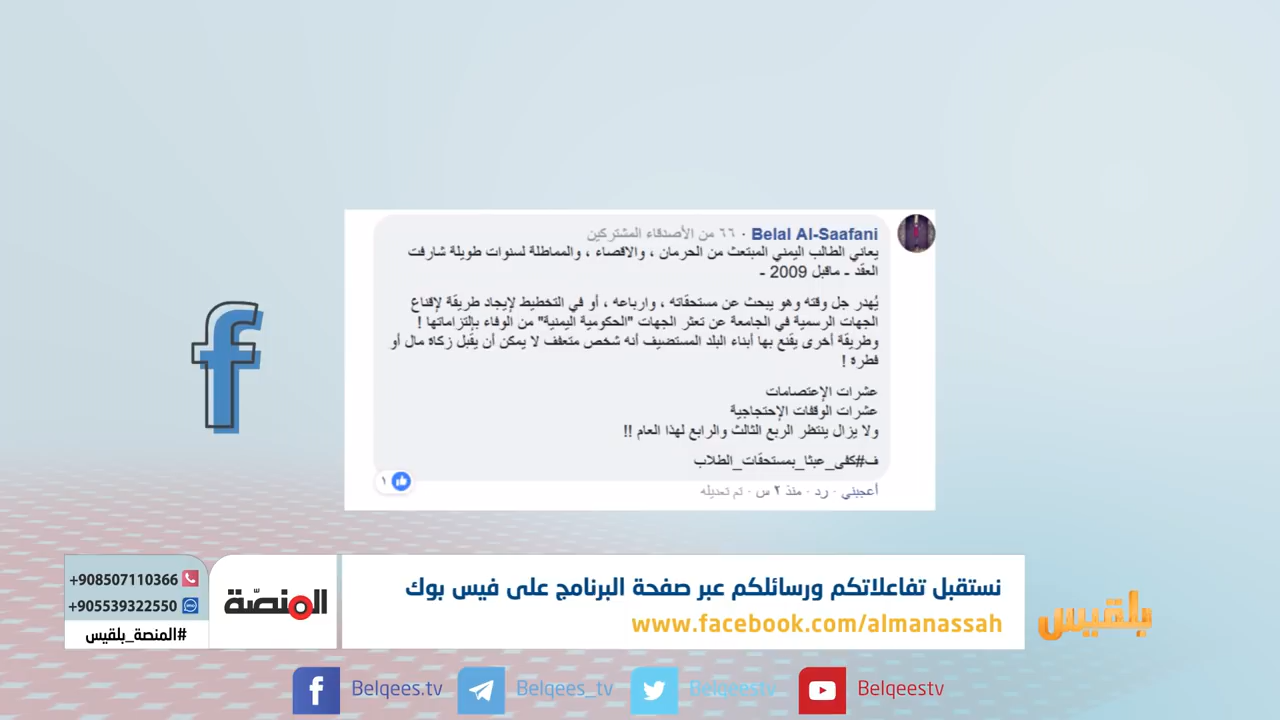 Belal Al-Saafani · ٦٦ من الأصدقاء المشتركين
يعاني الطالب اليمني المبتعث من الحرمان ، والاقصاء ، والمماطلة لسنوات طويلة شارفت
العقد - ماقبل 2009 -
يُهدر جل وقته وهو يبحث عن مستحقاته ، وارباعه ، أو في التخطيط لإيجاد طريقة لإقناع
الجهات الرسمية في الجامعة عن تعثر الجهات "الحكومية اليمنية" من الوفاء بإلتزاماتها !
وطريقة أخرى يقنع بها أبناء البلد المستضيف أنه شخص متعفف لا يمكن أن يقبل زكاة مال أو
فطره !
عشرات الإعتصامات
عشرات الوقفات الإحتجاجية
ولا يزال ينتظر الربع الثالث والرابع لهذا العام !!
ف#كفى_عبثا_بمستحقات_الطلاب
١
أعجبني · رد · منذ ٢ س · تم تعديله
نستقبل تفاعلاتكم ورسائلكم عبر صفحة البرنامج على فيس بوك
www.facebook.com/almanassah
المنصّة
+908507110366
+905539322550
#المنصة_بلقيس
بلقيس
Belqees.tv
Belqees_tv
Belqeestv
Belqeestv